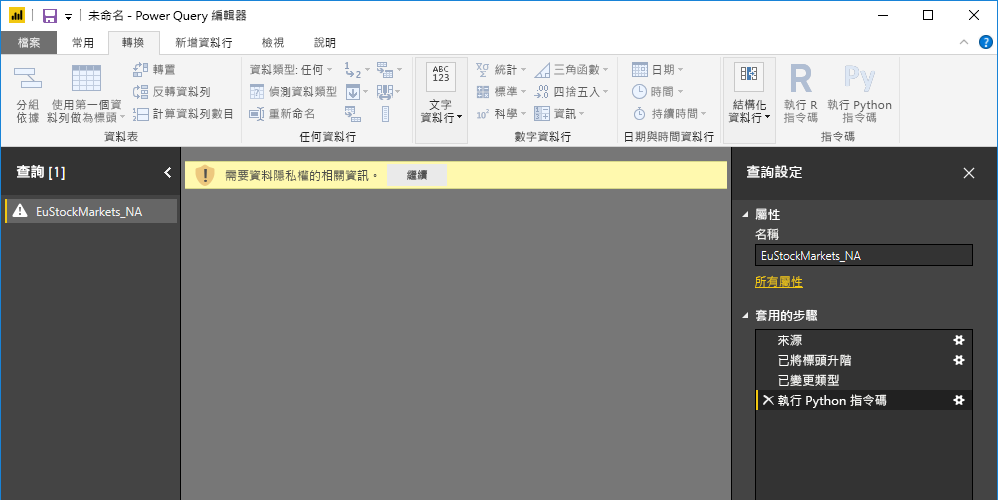 未命名 - Power Query 編輯器
檔案 常用 轉換 新增資料行 檢視 說明
分組依據
使用第一個資料列做為標頭
轉置
反轉資料列
計算資料列數目
資料表
資料類型: 任何
偵測資料類型
重新命名
1 2
任何資料行
ABC
123
文字
資料行
統計
標準
10² 科學
三角函數
.00 四捨五入
資訊
數字資料行
日期
時間
持續時間
日期與時間資料行
結構化
資料行
R
執行 R
指令碼
Py
執行 Python
指令碼
指令碼
查詢 [1]
EuStockMarkets_NA
需要資料隱私權的相關資訊。 繼續
查詢設定
屬性
名稱
EuStockMarkets_NA
所有屬性
套用的步驟
來源
已將標頭升階
已變更類型
執行 Python 指令碼